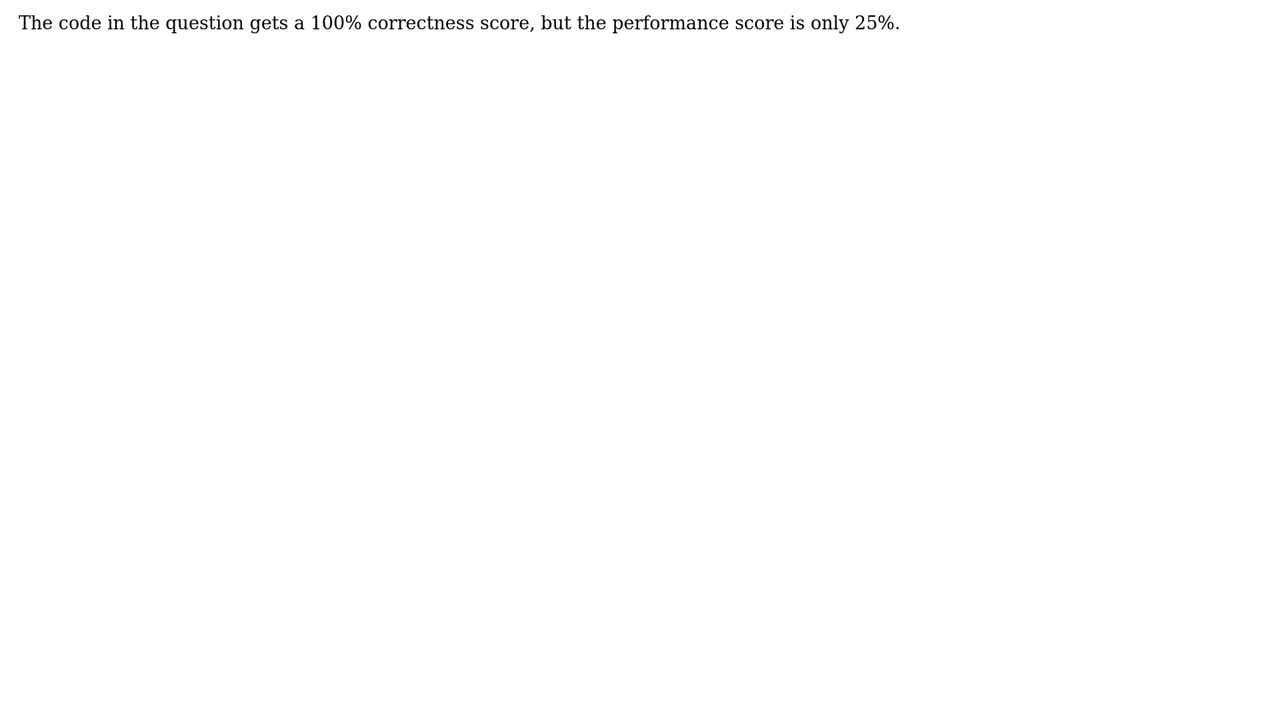 The code in the question gets a 100% correctness score, but the performance score is only 25%.